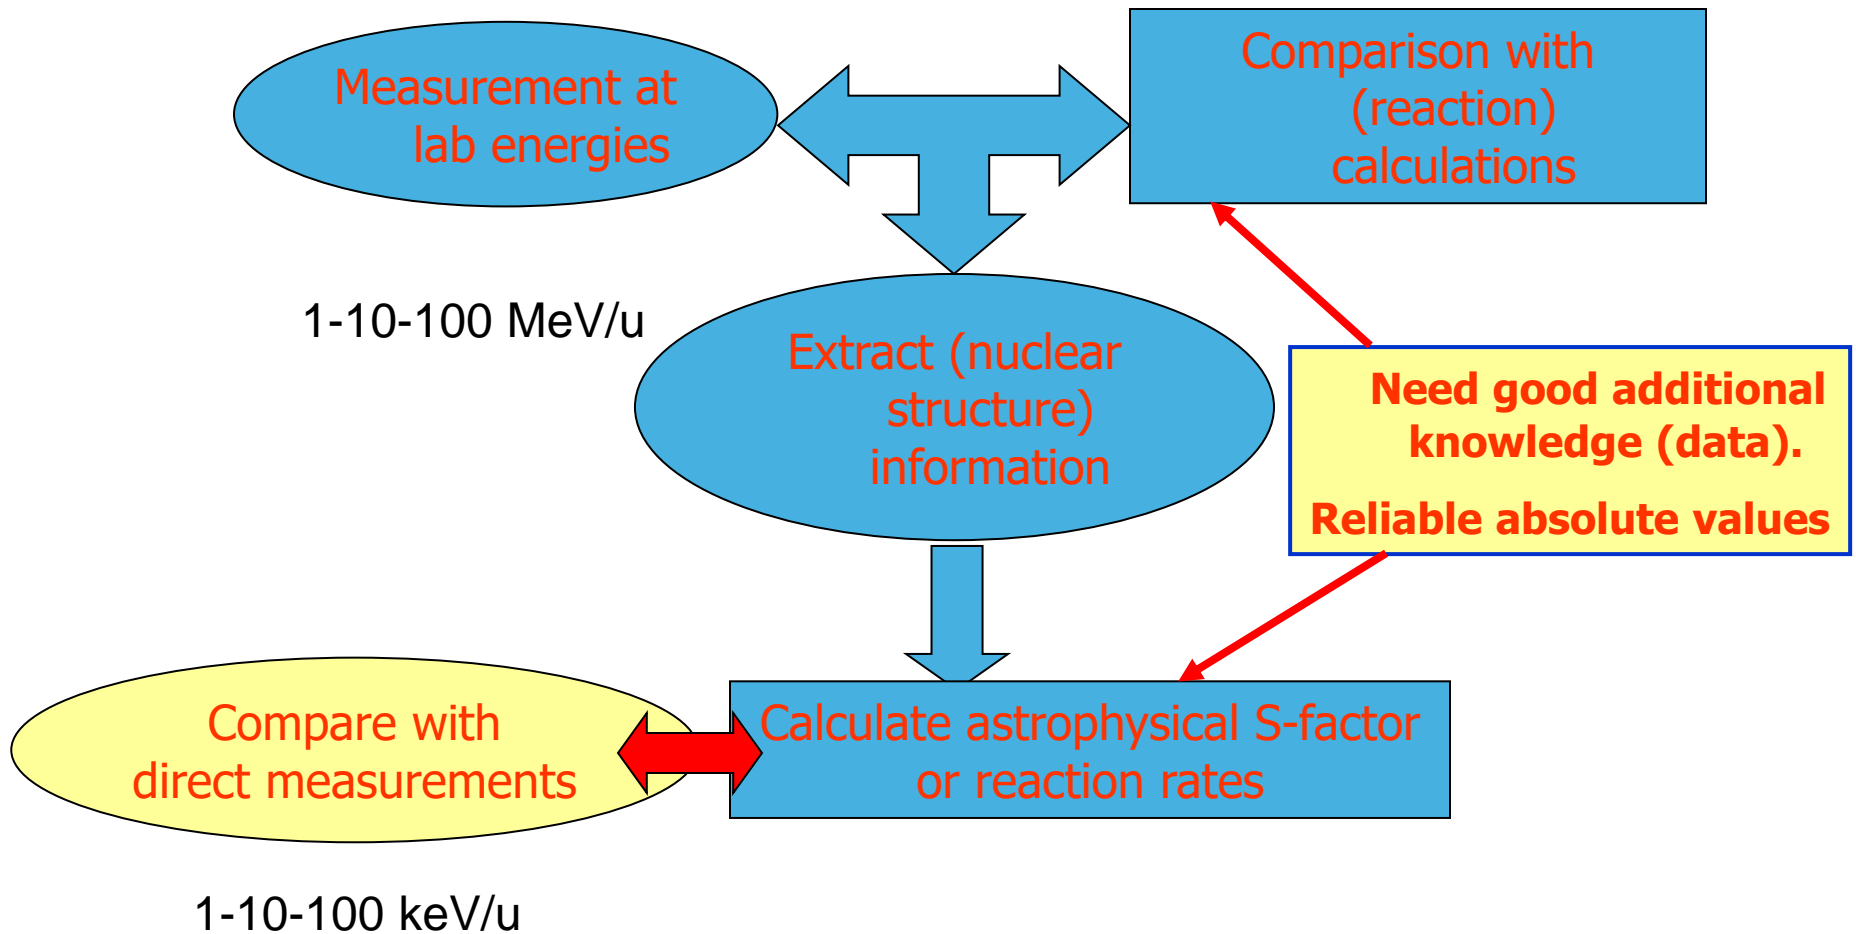 Measurement at
lab energies
Comparison with
(reaction)
calculations
1-10-100 MeV/u
Extract (nuclear
structure)
information
Need good additional
knowledge (data).
Reliable absolute values
Compare with
direct measurements
Calculate astrophysical S-factor
or reaction rates
1-10-100 keV/u